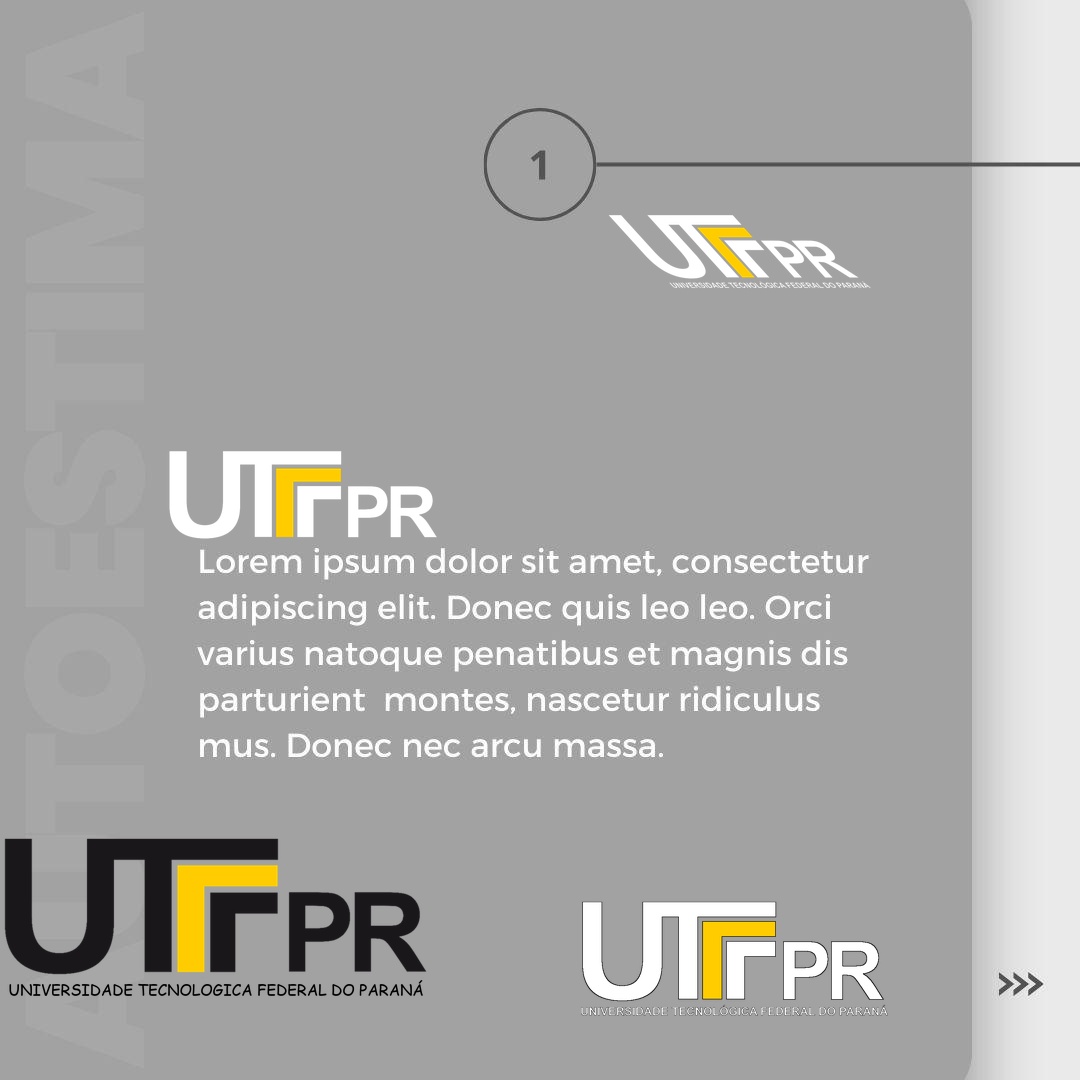 AUTOESTIMA
1
UTFPR
UNIVERSIDADE TECNOLÓGICA FEDERAL DO PARANÁ
UTFPR
Lorem ipsum dolor sit amet, consectetur
adipiscing elit. Donec quis leo leo. Orci
varius natoque penatibus et magnis dis
parturient  montes, nascetur ridiculus
mus. Donec nec arcu massa.
UTFPR
UNIVERSIDADE TECNOLOGICA FEDERAL DO PARANÁ
UTFPR
UNIVERSIDADE TECNOLÓGICA FEDERAL DO PARANÁ